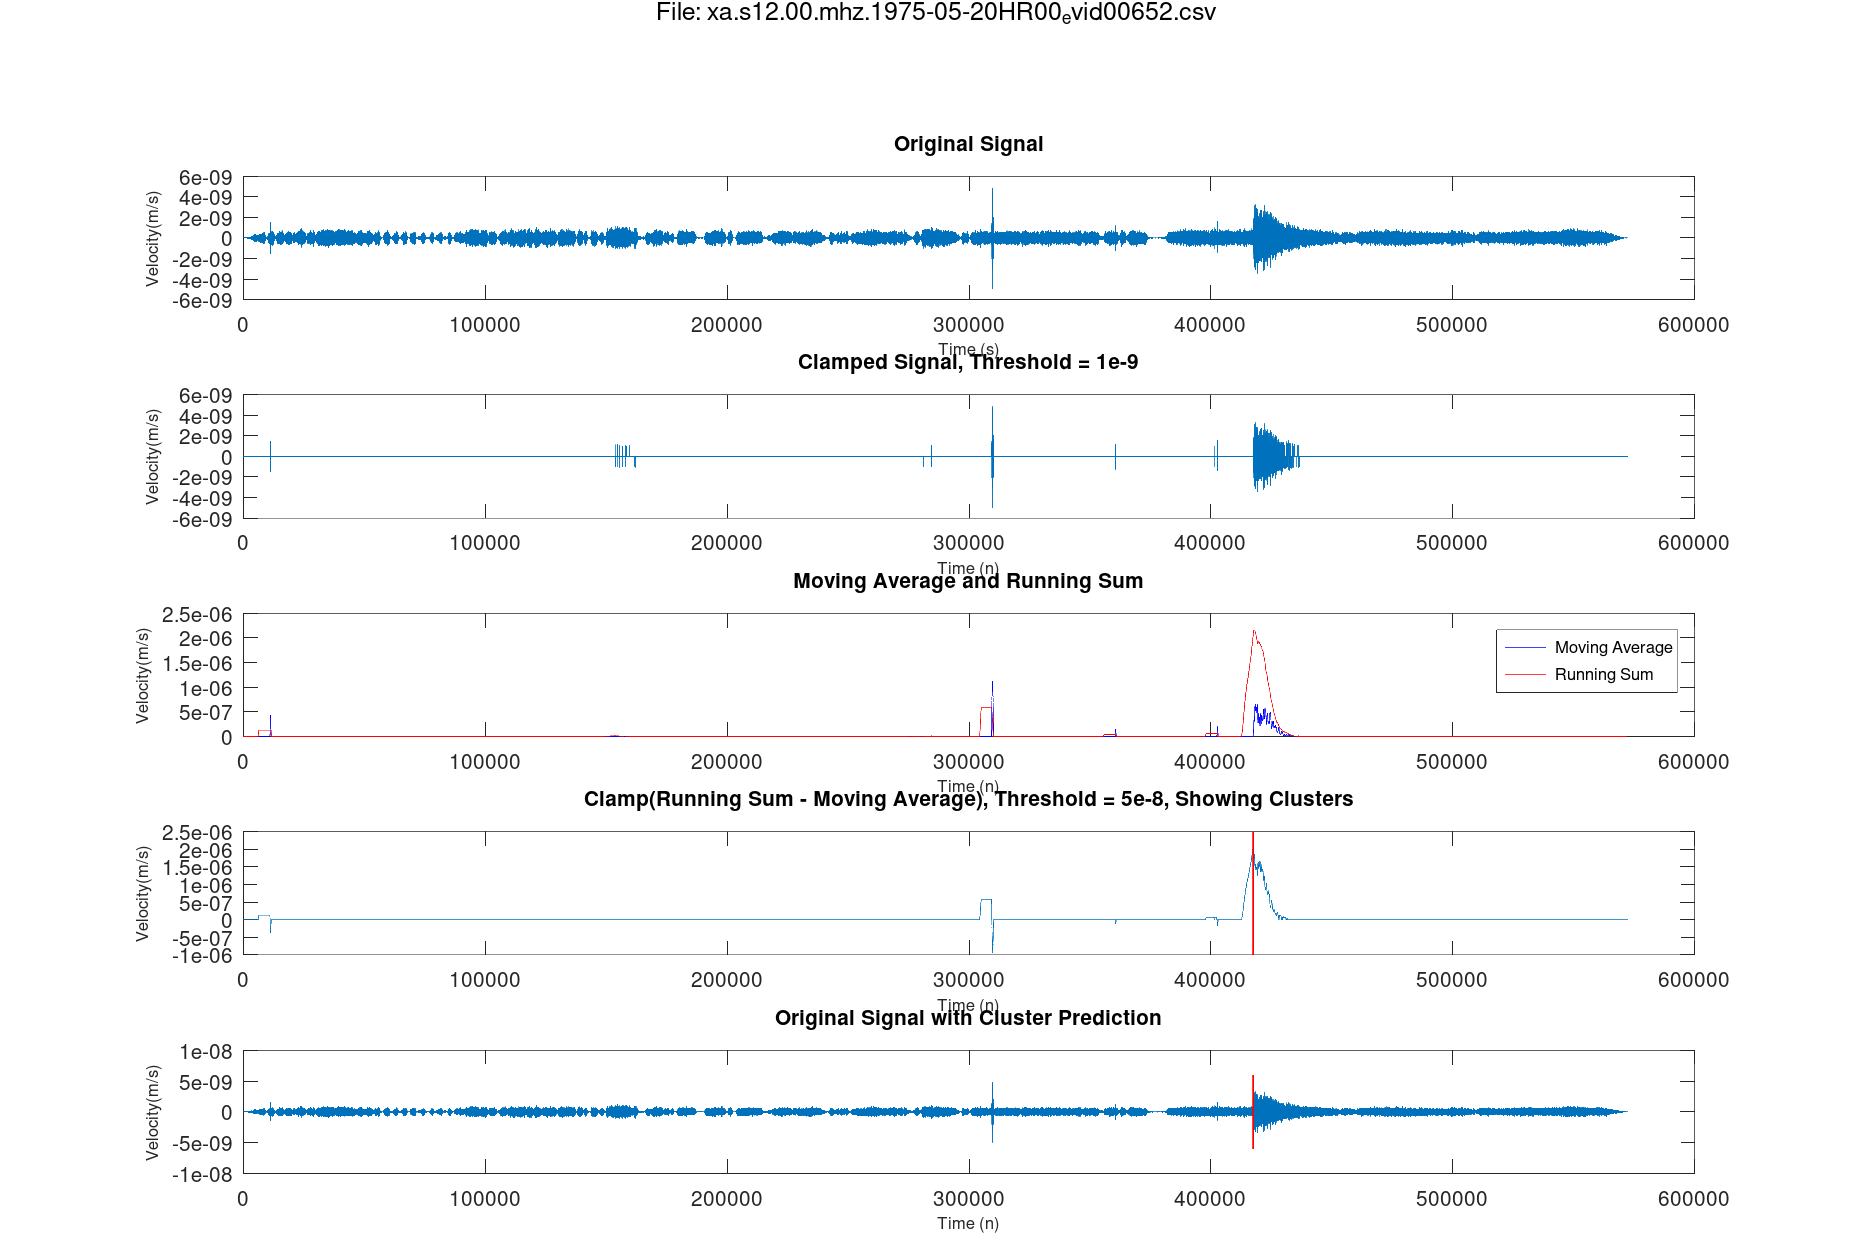 File: xa.s12.00.mhz.1975-05-20HR00evid00652.csv
Original Signal
Velocity(m/s)
6e-09
4e-09
2e-09
0
-2e-09
-4e-09
-6e-09
0 100000 200000 300000 400000 500000 600000
Time (s)
Clamped Signal, Threshold = 1e-9
Velocity(m/s)
6e-09
4e-09
2e-09
0
-2e-09
-4e-09
-6e-09
0 100000 200000 300000 400000 500000 600000
Time (n)
Moving Average and Running Sum
Velocity(m/s)
2.5e-06
2e-06
1.5e-06
1e-06
5e-07
0
Moving Average
Running Sum
0 100000 200000 300000 400000 500000 600000
Time (n)
Clamp(Running Sum - Moving Average), Threshold = 5e-8, Showing Clusters
Velocity(m/s)
2.5e-06
2e-06
1.5e-06
1e-06
5e-07
0
-5e-07
-1e-06
0 100000 200000 300000 400000 500000 600000
Time (n)
Original Signal with Cluster Prediction
Velocity(m/s)
1e-08
5e-09
0
-5e-09
-1e-08
0 100000 200000 300000 400000 500000 600000
Time (n)